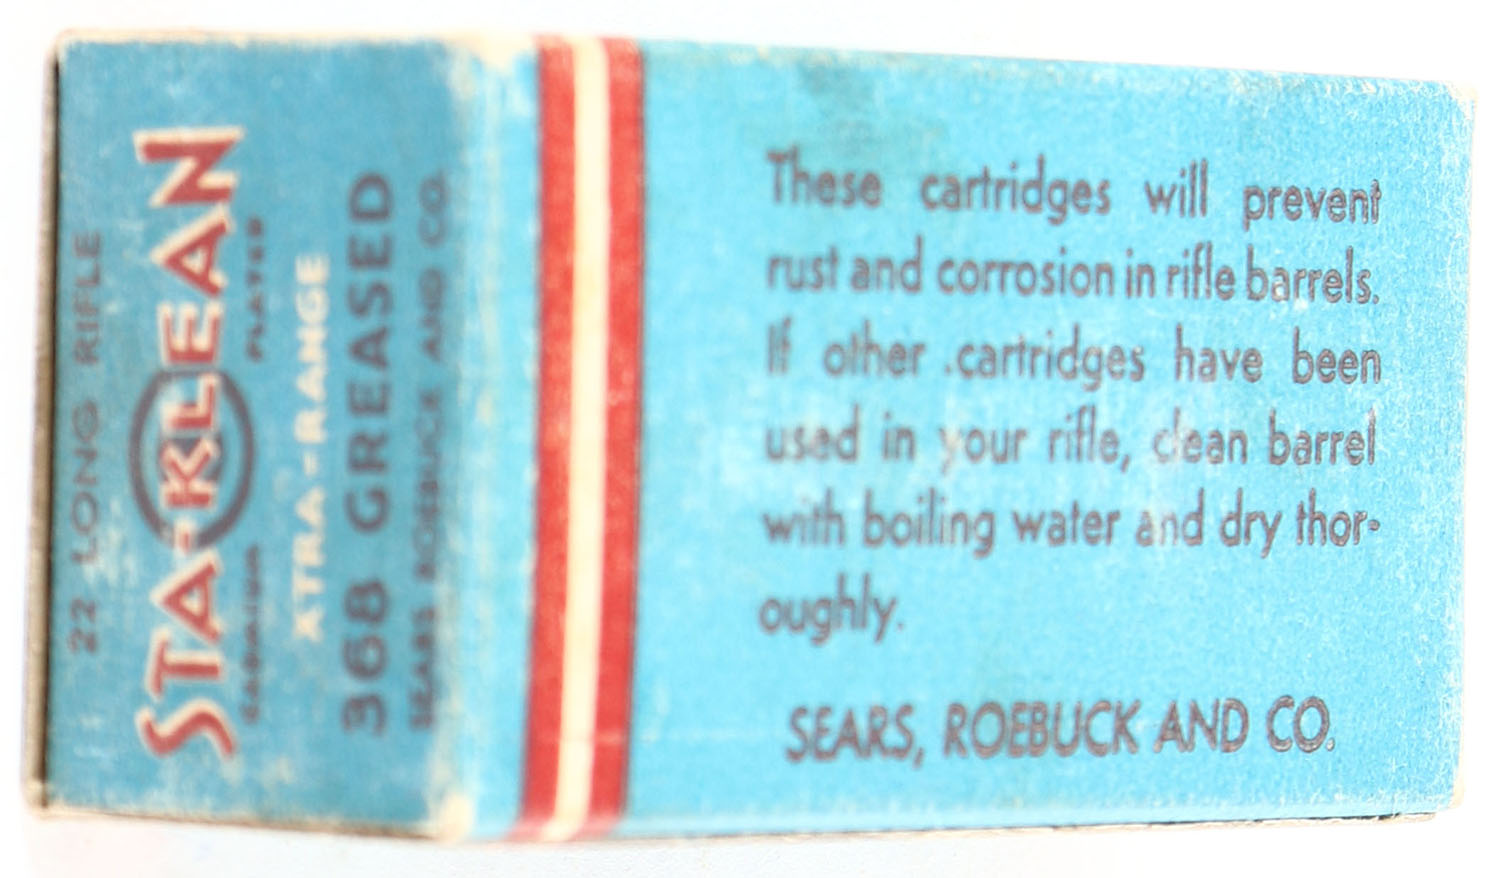 22 LONG RIFLE
STA-KLEAN
CADMIUM PLATED
XTRA-RANGE
368 GREASED
SEARS ROEBUCK AND CO.
These cartridges will prevent
rust and corrosion in rifle barrels.
If other .cartridges have been
used in your rifle, clean barrel
with boiling water and dry thor-
oughly.
SEARS, ROEBUCK AND CO.